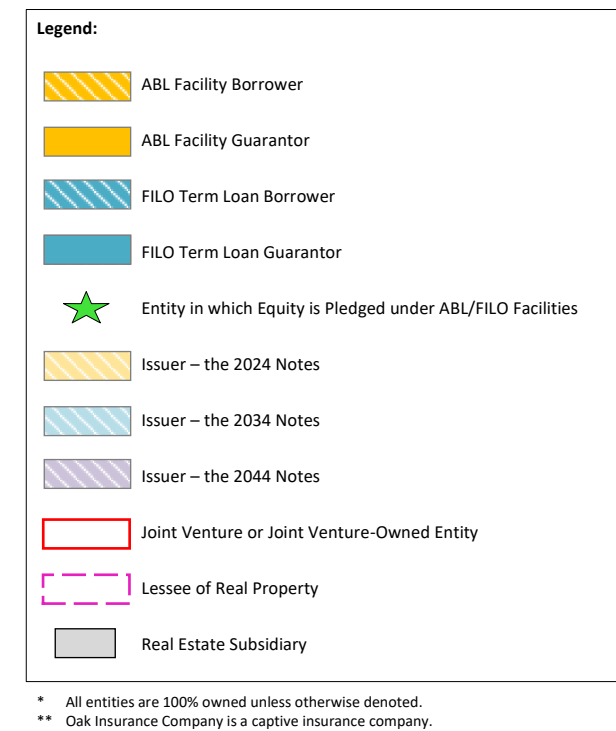 Legend:
ABL Facility Borrower
ABL Facility Guarantor
FILO Term Loan Borrower
FILO Term Loan Guarantor
Entity in which Equity is Pledged under ABL/FILO Facilities
Issuer – the 2024 Notes
Issuer – the 2034 Notes
Issuer – the 2044 Notes
Joint Venture or Joint Venture-Owned Entity
Lessee of Real Property
Real Estate Subsidiary
* All entities are 100% owned unless otherwise denoted.
** Oak Insurance Company is a captive insurance company.